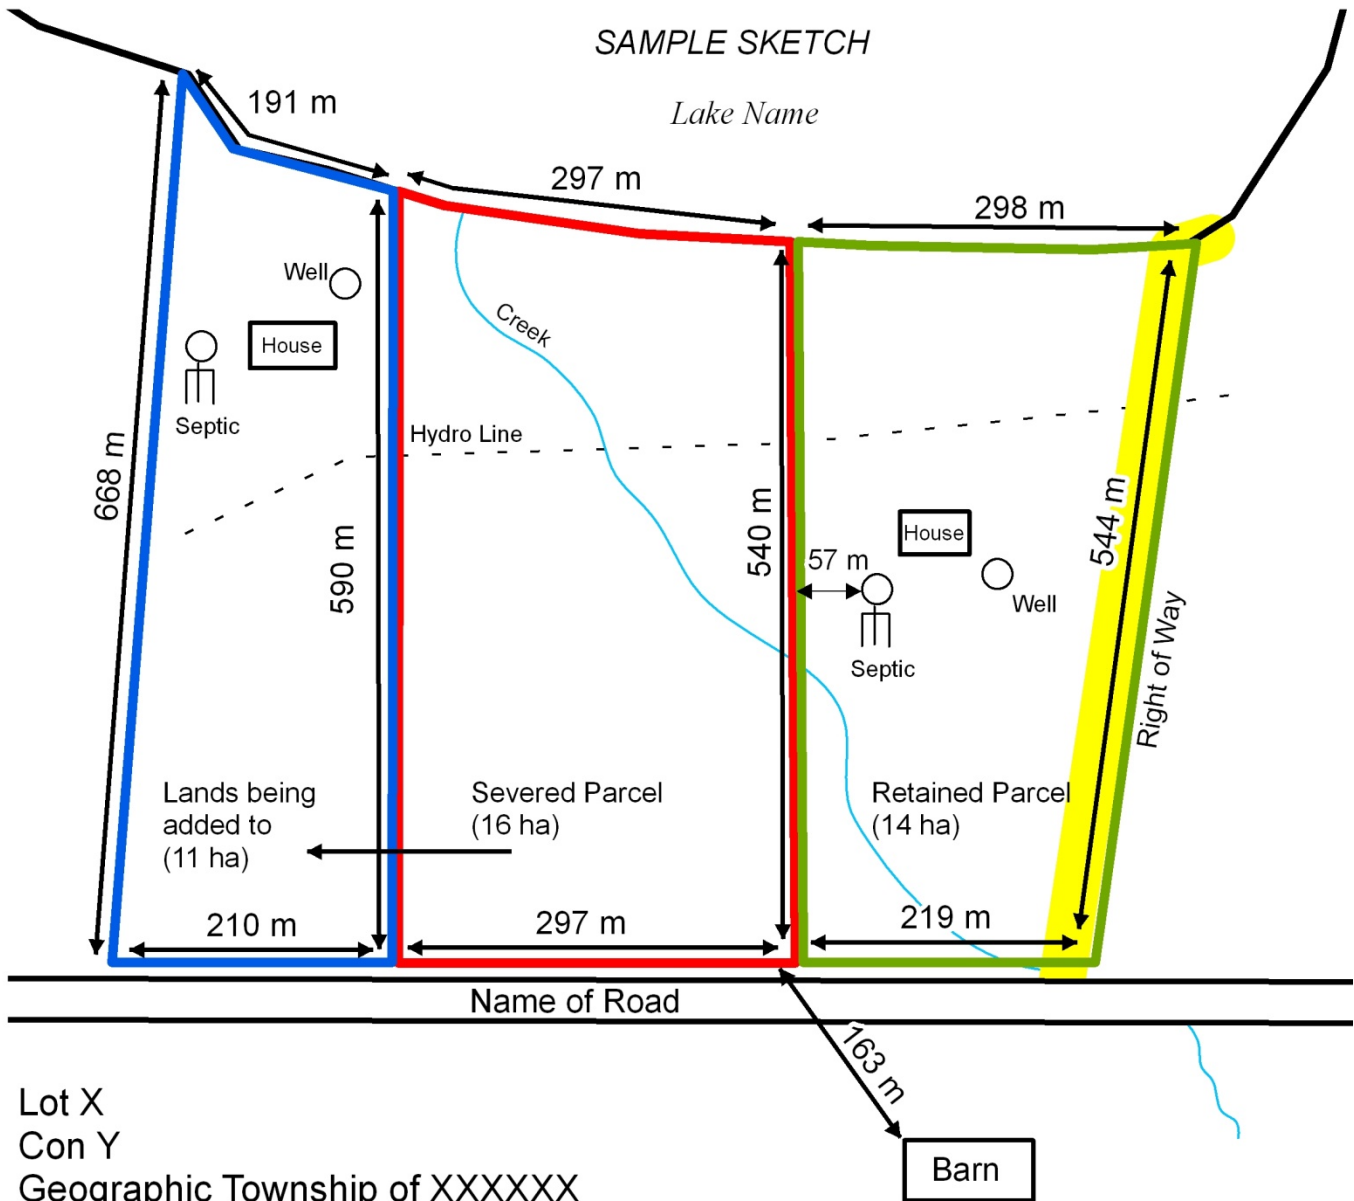 SAMPLE SKETCH
Lake Name
191 m
297 m
298 m
Well
House
Septic
Creek
Hydro Line
668 m
590 m
540 m
544 m
House
57 m
Well
Septic
Right of Way
Lands being
added to
(11 ha)
Severed Parcel
(16 ha)
Retained Parcel
(14 ha)
210 m
297 m
219 m
Name of Road
163 m
Barn
Lot X
Con Y
Geographic Township of XXXXXX